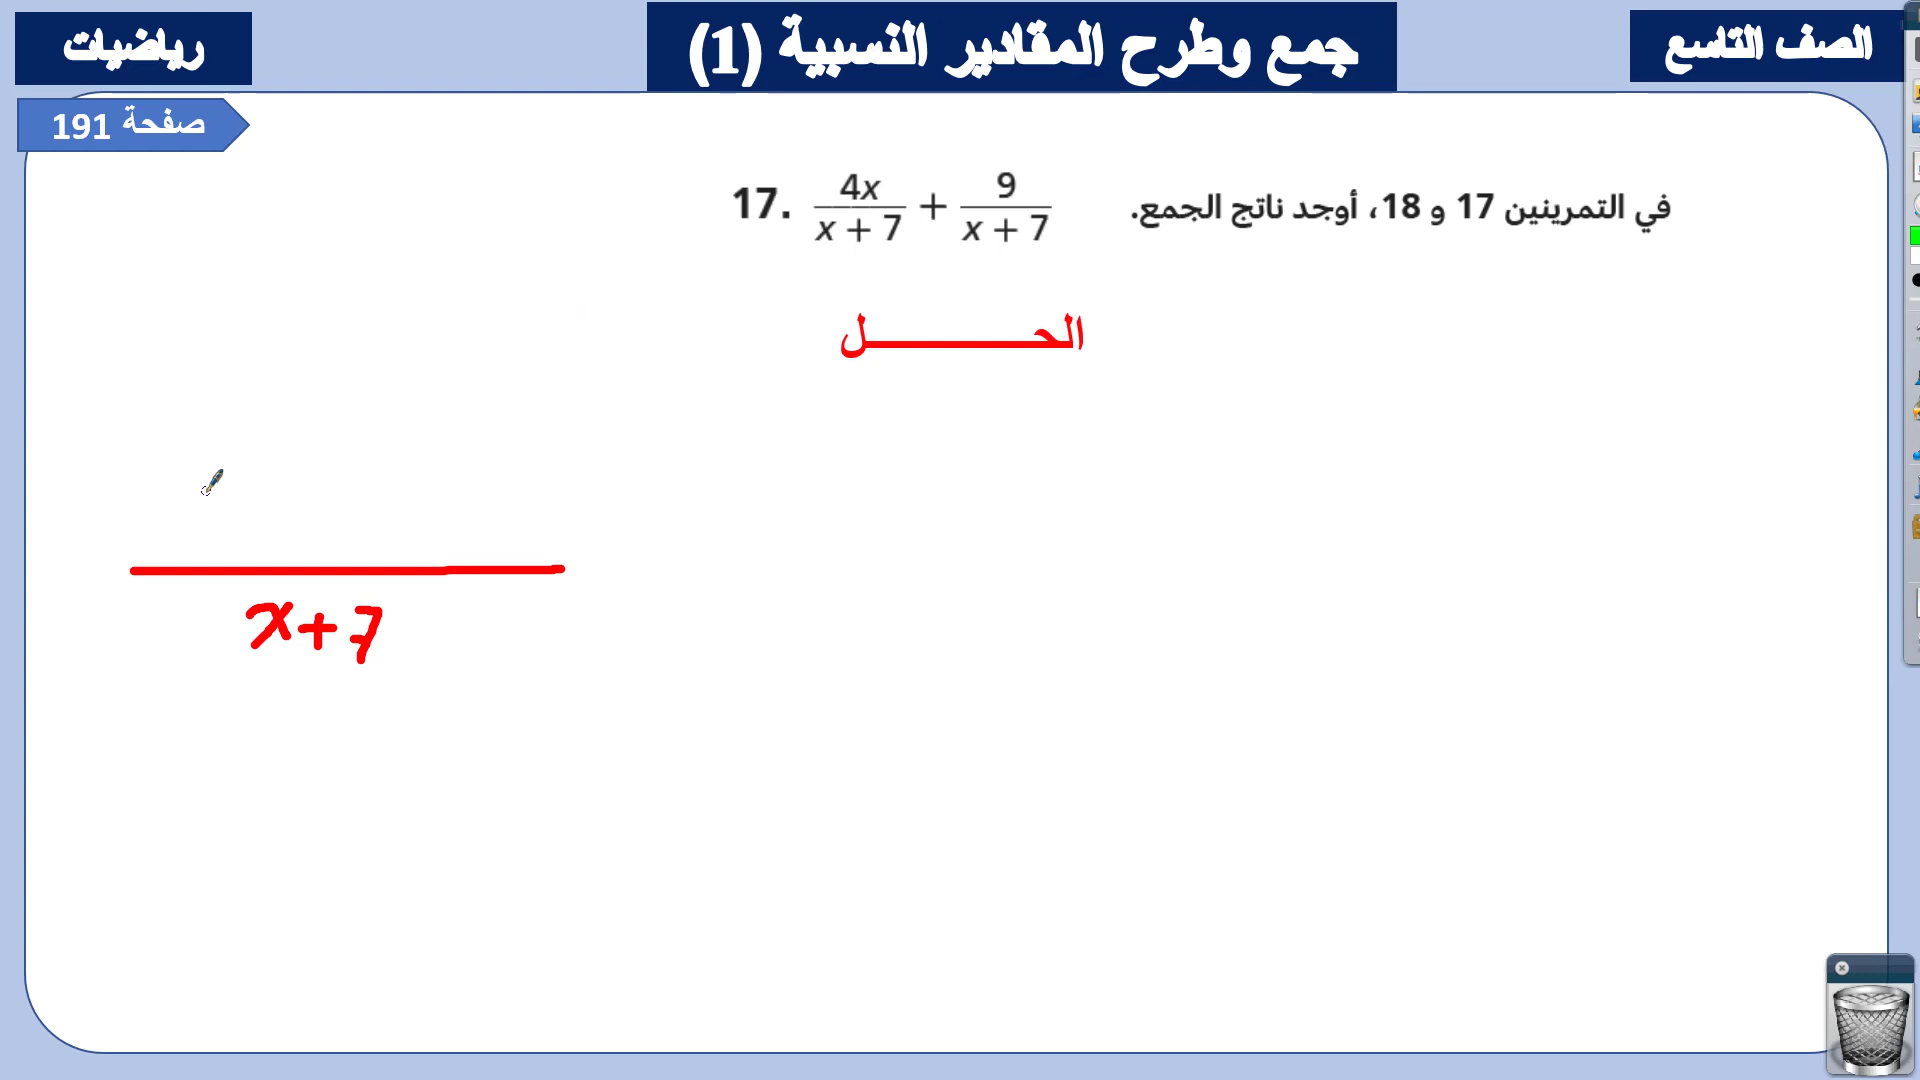 الصف التاسع
جمع وطرح المقادير النسبية (1)
رياضيات
صفحة 191
في التمرينين 17 و 18، أوجد ناتج الجمع.
17. 4x/(x + 7) + 9/(x + 7)
الحـــــــــــل
x+7